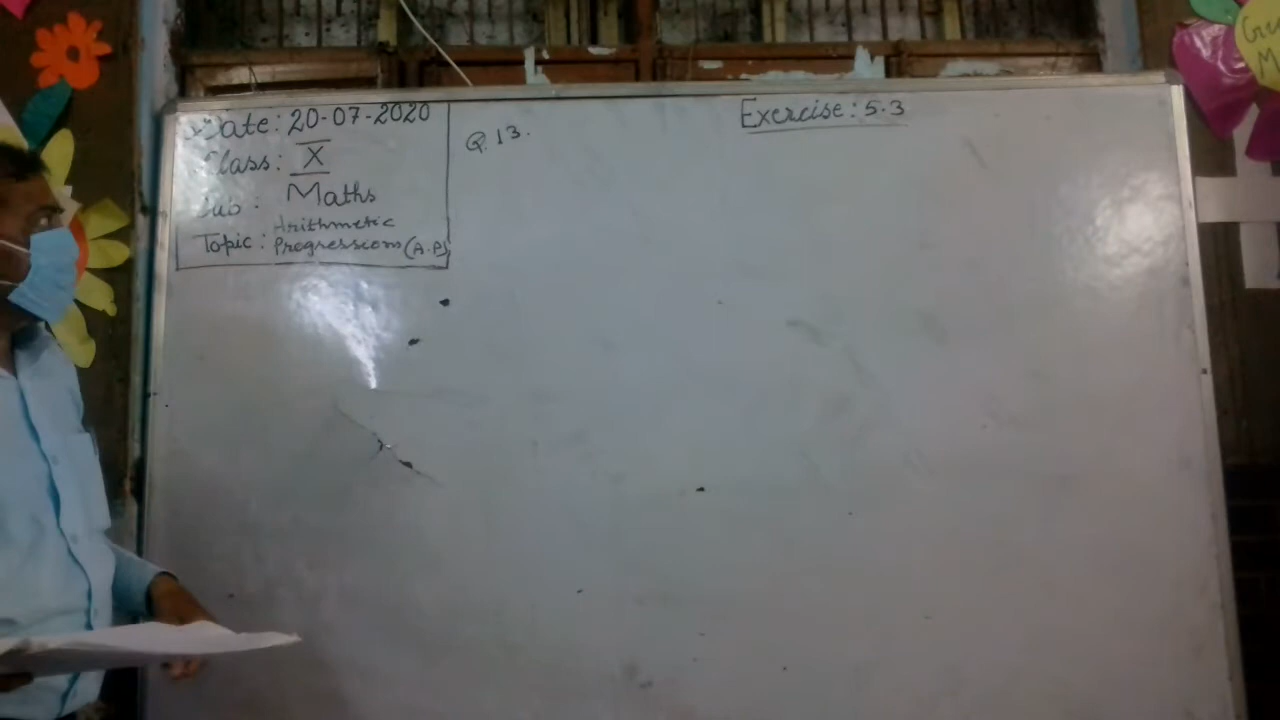 Date: 20-07-2020
Class: X
Sub: Maths
Topic: Arithmetic
Progressions (A.P)
Q.13.
Exercise: 5.3